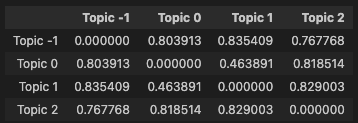 Topic -1 Topic 0 Topic 1 Topic 2
Topic -1 0.000000 0.803913 0.835409 0.767768
Topic 0 0.803913 0.000000 0.463891 0.818514
Topic 1 0.835409 0.463891 0.000000 0.829003
Topic 2 0.767768 0.818514 0.829003 0.000000